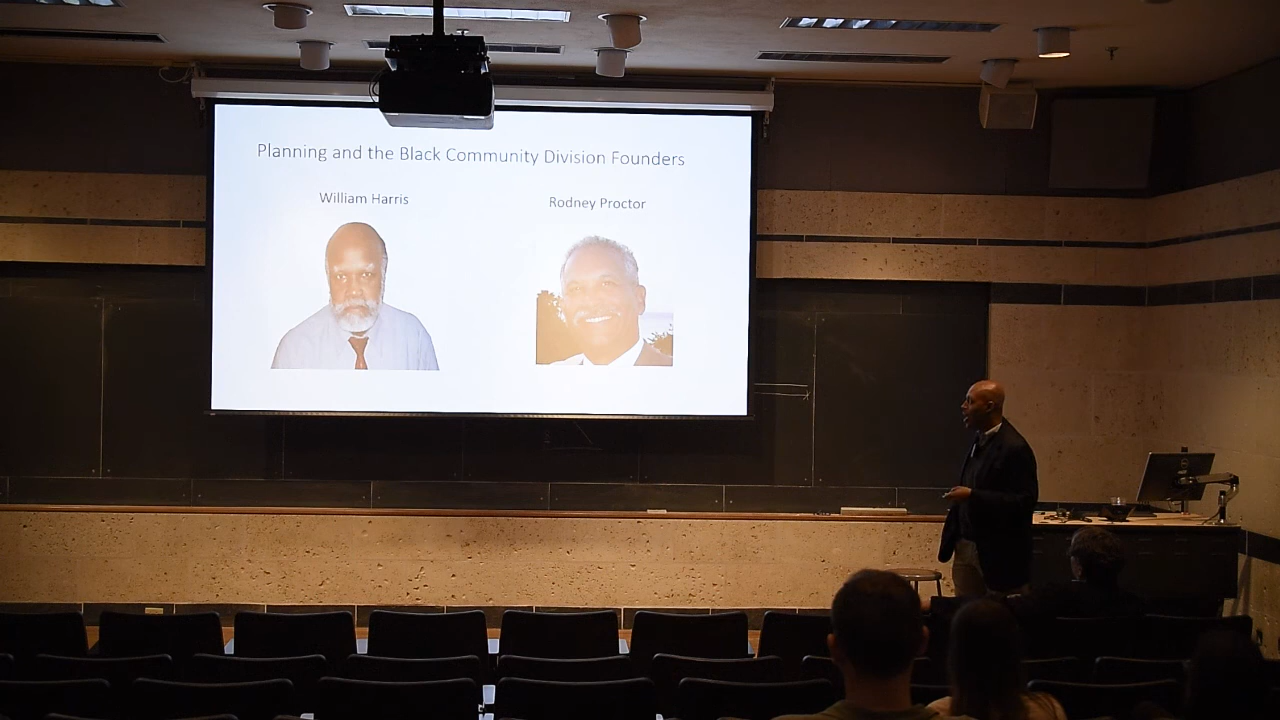 Planning and the Black Community Division Founders
William Harris
Rodney Proctor